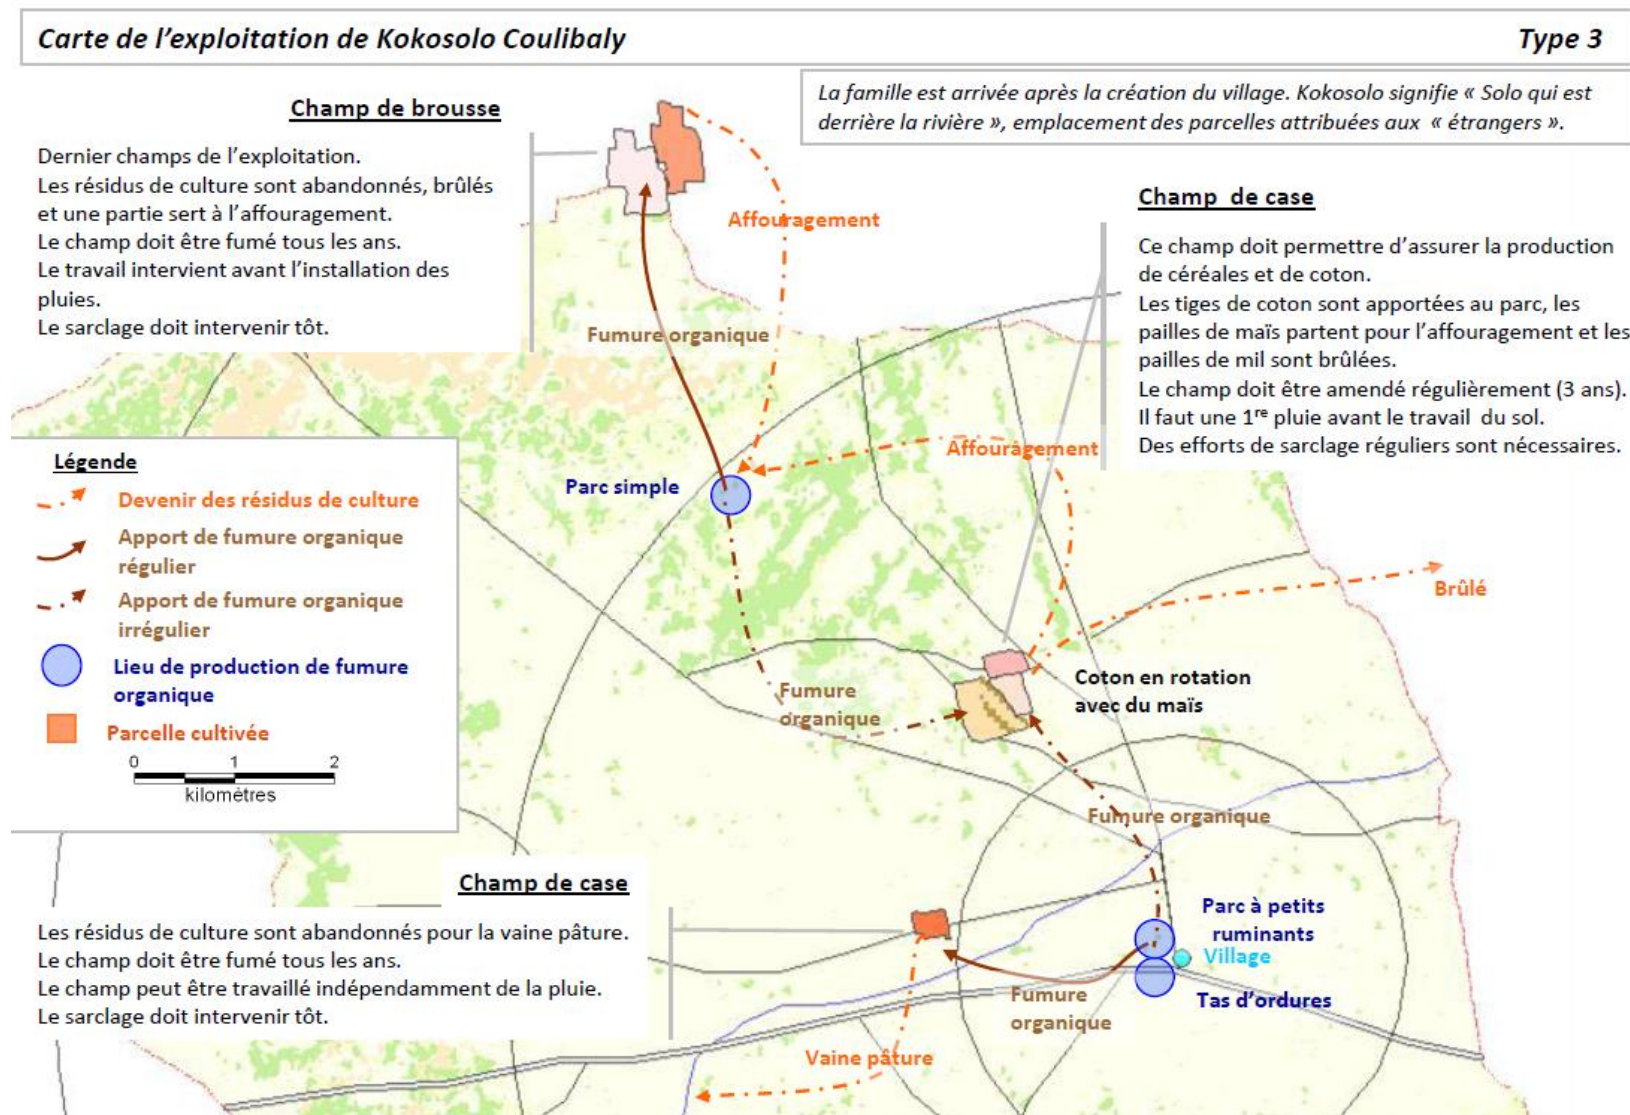 Carte de l'exploitation de Kokosolo Coulibaly
Type 3
La famille est arrivée après la création du village. Kokosolo signifie « Solo qui est
derrière la rivière », emplacement des parcelles attribuées aux « étrangers ».
Champ de brousse
Dernier champs de l'exploitation.
Les résidus de culture sont abandonnés, brûlés
et une partie sert à l'affouragement.
Le champ doit être fumé tous les ans.
Le travail intervient avant l'installation des
pluies.
Le sarclage doit intervenir tôt.
Affouragement
Fumure organique
Champ de case
Ce champ doit permettre d'assurer la production
de céréales et de coton.
Les tiges de coton sont apportées au parc, les
pailles de maïs partent pour l'affouragement et les
pailles de mil sont brûlées.
Le champ doit être amendé régulièrement (3 ans).
Il faut une 1re pluie avant le travail du sol.
Des efforts de sarclage réguliers sont nécessaires.
Affouragement
Parc simple
Légende
Devenir des résidus de culture
Apport de fumure organique
régulier
Apport de fumure organique
irrégulier
Lieu de production de fumure
organique
Parcelle cultivée
0 1 2
kilomètres
Brûlé
Coton en rotation
avec du maïs
Fumure
organique
Fumure organique
Champ de case
Les résidus de culture sont abandonnés pour la vaine pâture.
Le champ doit être fumé tous les ans.
Le champ peut être travaillé indépendamment de la pluie.
Le sarclage doit intervenir tôt.
Parc à petits
ruminants
Village
Tas d'ordures
Fumure
organique
Vaine pâture